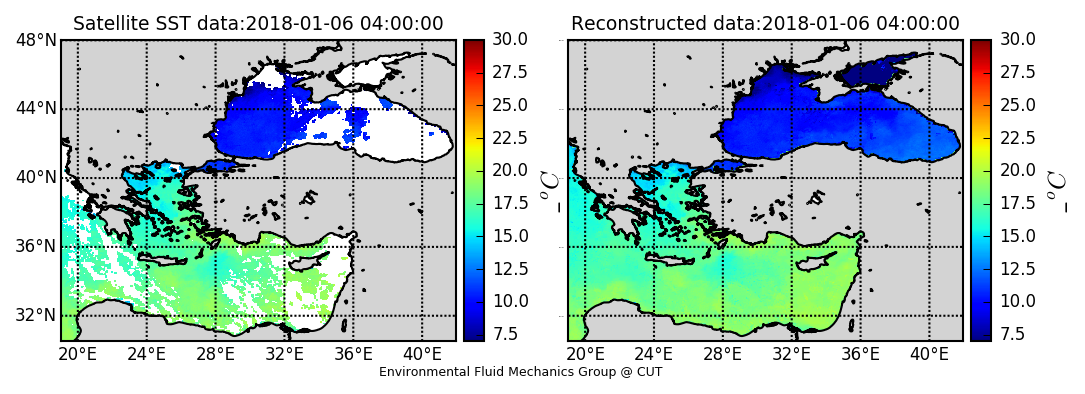 Satellite SST data:2018-01-06 04:00:00
48°N
44°N
40°N
36°N
32°N
20°E 24°E 28°E 32°E 36°E 40°E
30.0
27.5
25.0
22.5
20.0
17.5
15.0
12.5
10.0
7.5
Reconstructed data:2018-01-06 04:00:00
20°E 24°E 28°E 32°E 36°E 40°E
30.0
27.5
25.0
22.5
20.0
17.5
15.0
12.5
10.0
7.5
_ °C
_ °C
Environmental Fluid Mechanics Group @ CUT